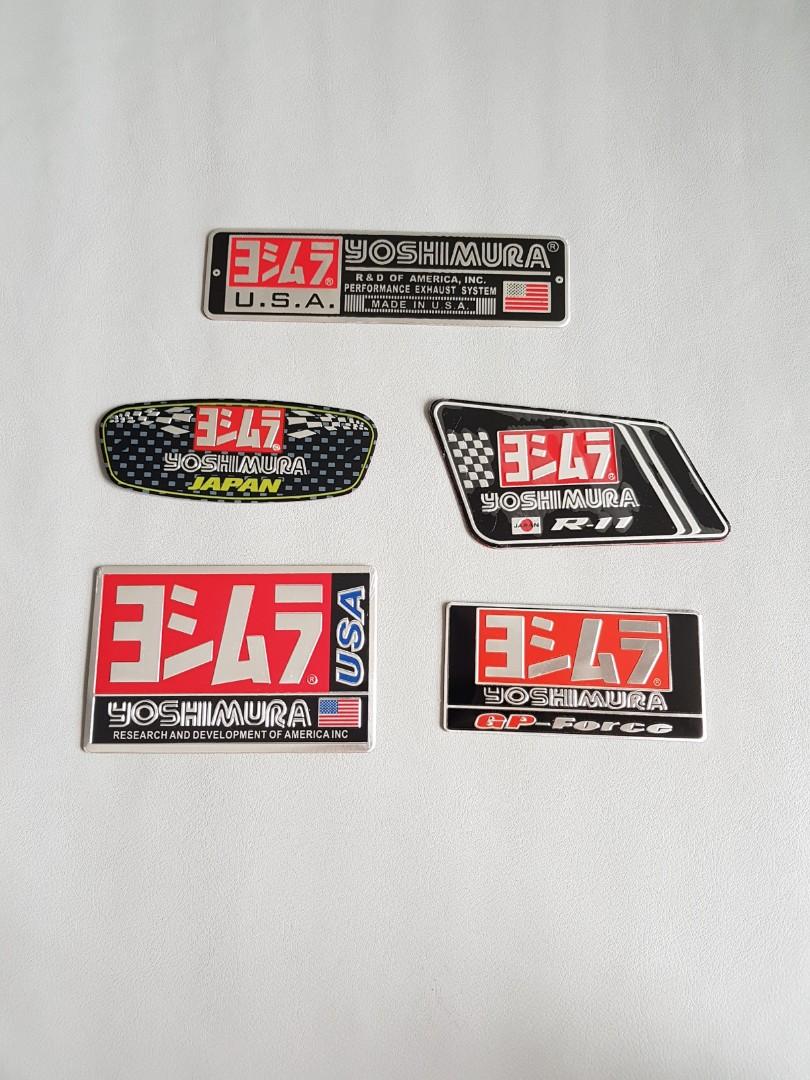 ヨシムラ®
U.S.A.
YOSHIMURA®
R & D OF AMERICA, INC.
PERFORMANCE EXHAUST SYSTEM
MADE IN U.S.A.
ヨシムラ
YOSHIMURA
JAPAN
ヨシムラ®
YOSHIMURA
JAPAN R-11
ヨシムラ®
USA
YOSHIMURA
RESEARCH AND DEVELOPMENT OF AMERICA INC
ヨシムラ®
YOSHIMURA
GP-Force